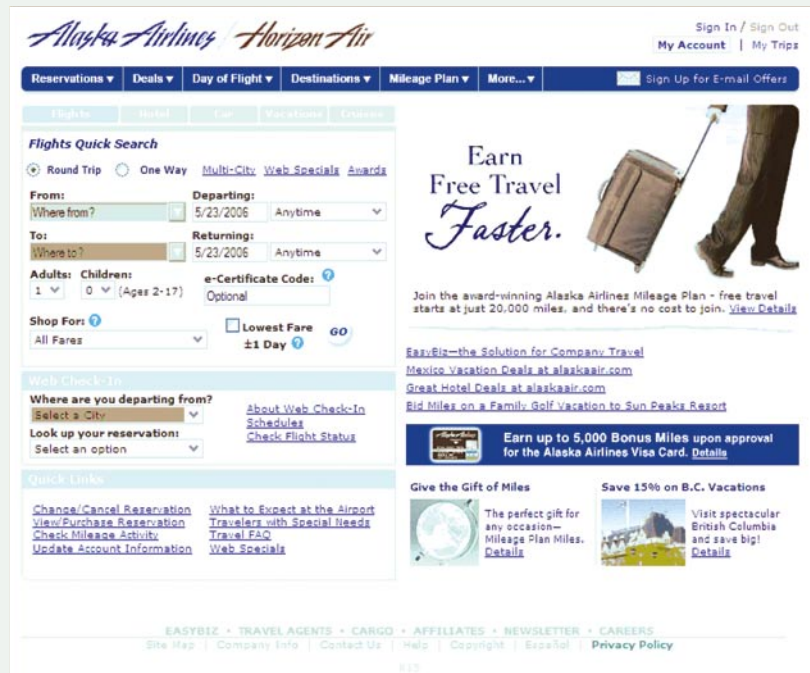 Alaska Airlines / Horizon Air
Sign In / Sign Out
My Account | My Trips
Reservations ▾ Deals ▾ Day of Flight ▾ Destinations ▾ Mileage Plan ▾ More... ▾ Sign Up for E-mail Offers
Flights Hotel Car Vacations Cruises
Flights Quick Search
Round Trip One Way Multi-City Web Specials Awards
From: Departing:
Where from? 5/23/2006 Anytime
To: Returning:
Where to? 5/23/2006 Anytime
Adults: Children: e-Certificate Code: ?
1 0 (Ages 2-17) Optional
Shop For: ? Lowest Fare GO
All Fares ±1 Day ?
Web Check-In
Where are you departing from?
Select a City About Web Check-In
Look up your reservation: Schedules
Select an option Check Flight Status
Quick Links
Change/Cancel Reservation What to Expect at the Airport
View/Purchase Reservation Travelers with Special Needs
Check Mileage Activity Travel FAQ
Update Account Information Web Specials
Earn
Free Travel
Faster.
Join the award-winning Alaska Airlines Mileage Plan - free travel
starts at just 20,000 miles, and there's no cost to join. View Details
EasyBiz—the Solution for Company Travel
Mexico Vacation Deals at alaskaair.com
Great Hotel Deals at alaskaair.com
Bid Miles on a Family Golf Vacation to Sun Peaks Resort
Earn up to 5,000 Bonus Miles upon approval
for the Alaska Airlines Visa Card. Details
Give the Gift of Miles
The perfect gift for
any occasion—
Mileage Plan Miles.
Details
Save 15% on B.C. Vacations
Visit spectacular
British Columbia
and save big!
Details
EASYBIZ • TRAVEL AGENTS • CARGO • AFFILIATES • NEWSLETTER • CAREERS
Site Map | Company Info | Contact Us | Help | Copyright | Español | Privacy Policy